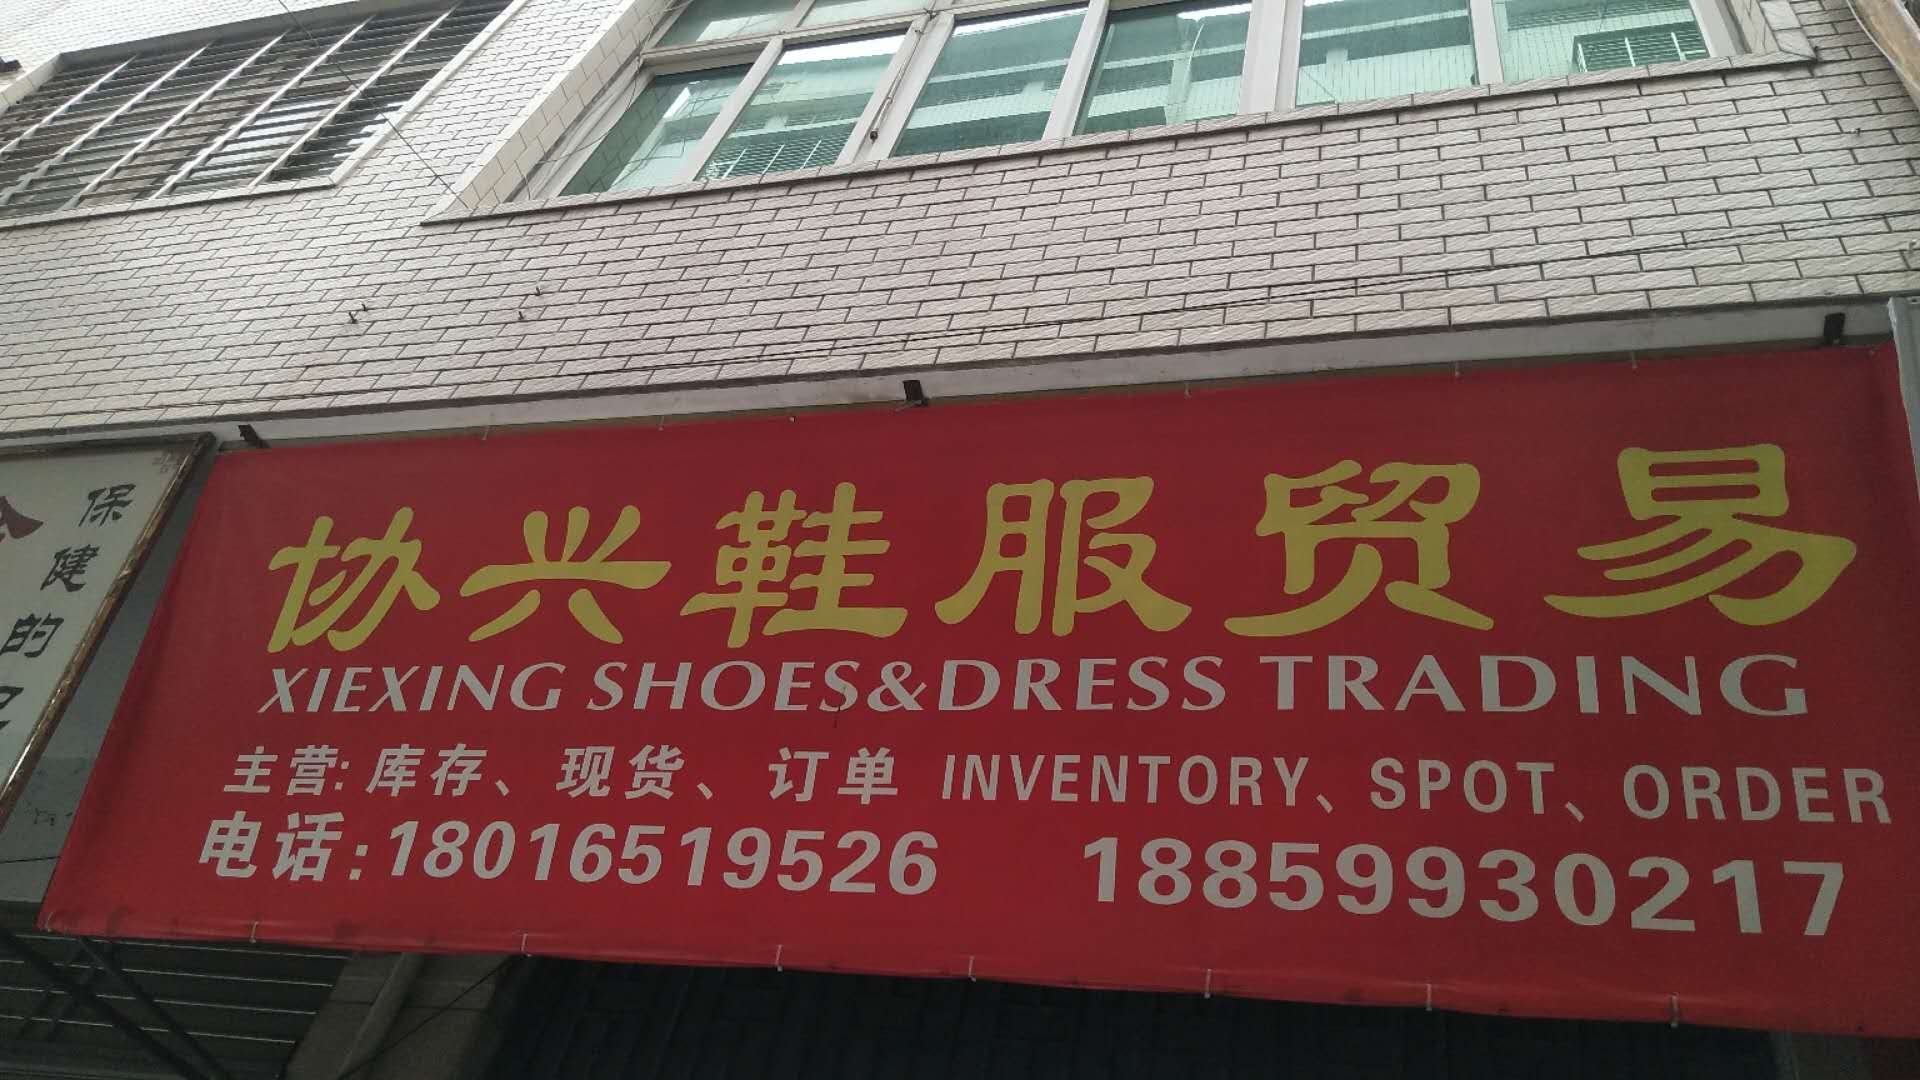 协兴鞋服贸易
XIEXING SHOES&DRESS TRADING
主营:库存、现货、订单 INVENTORY、SPOT、ORDER
电话:18016519526 18859930217
保健的